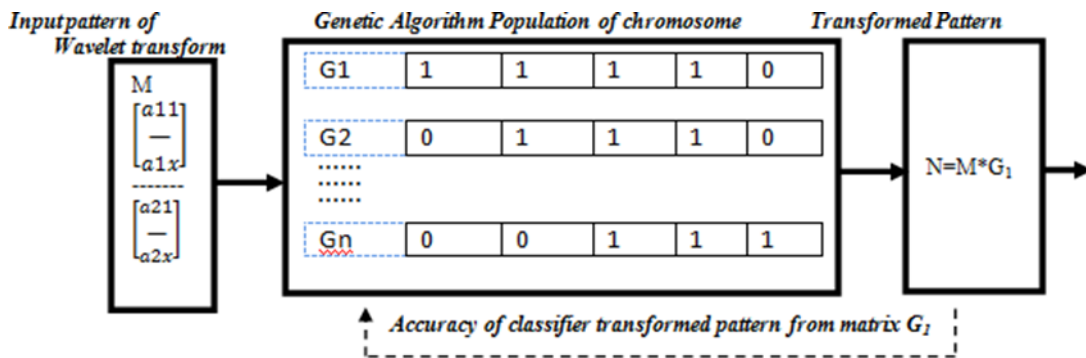 Input pattern of
Wavelet transform
Genetic Algorithm Population of chromosome
Transformed Pattern
M
[a11]
—
[a1x]
-------
[a21]
—
[a2x]
G1 1 1 1 1 0
G2 0 1 1 1 0
......
......
......
Gn 0 0 1 1 1
N=M*G₁
Accuracy of classifier transformed pattern from matrix G₁